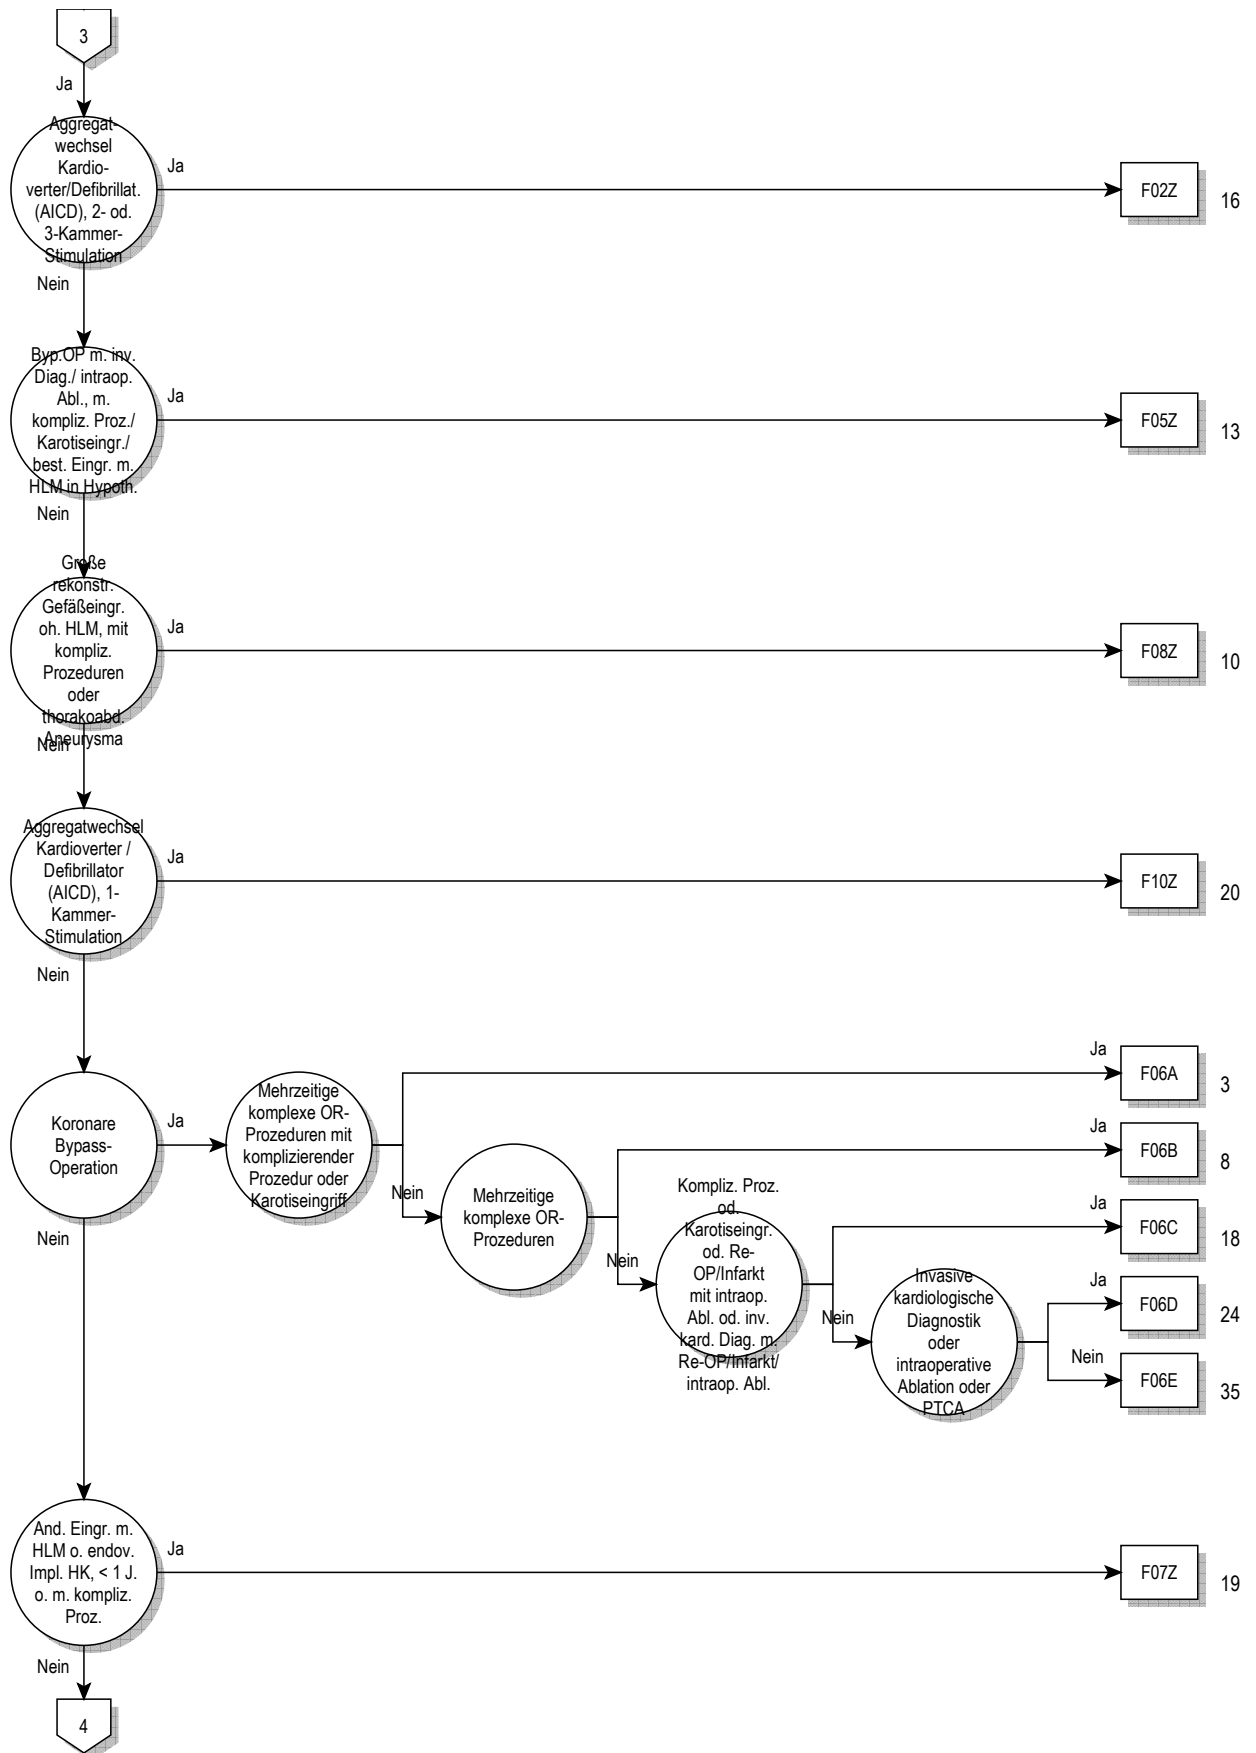 3
Ja
Aggregat-
wechsel
Kardio-
verter/Defibrillat.
(AICD), 2- od.
3-Kammer-
Stimulation
Ja
F02Z
16
Nein
Byp.OP m. inv.
Diag./ intraop.
Abl., m.
kompliz. Proz./
Karotiseingr./
best. Eingr. m.
HLM in Hypoth.
Ja
F05Z
13
Nein
Große
rekonstr.
Gefäßeingr.
oh. HLM, mit
kompliz.
Prozeduren
oder
thorakoabd.
Aneurysma
Ja
F08Z
10
Nein
Aggregatwechsel
Kardioverter /
Defibrillator
(AICD), 1-
Kammer-
Stimulation
Ja
F10Z
20
Nein
Koronare
Bypass-
Operation
Ja
Mehrzeitige
komplexe OR-
Prozeduren mit
komplizierender
Prozedur oder
Karotiseingriff
Ja
F06A
3
Nein
Mehrzeitige
komplexe OR-
Prozeduren
Ja
F06B
8
Nein
Kompliz. Proz.
od.
Karotiseingr.
od. Re-
OP/Infarkt
mit intraop.
Abl. od. inv.
kard. Diag. m.
Re-OP/Infarkt/
intraop. Abl.
Ja
F06C
18
Nein
Invasive
kardiologische
Diagnostik
oder
intraoperative
Ablation oder
PTCA
Ja
F06D
24
Nein
F06E
35
Nein
And. Eingr. m.
HLM o. endov.
Impl. HK, < 1 J.
o. m. kompliz.
Proz.
Ja
F07Z
19
Nein
4